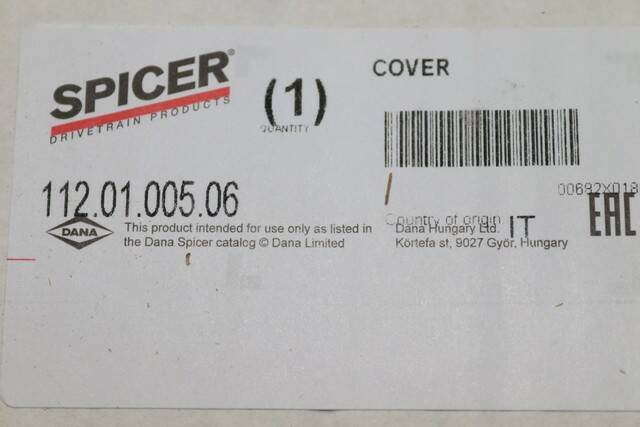 SPICER®
DRIVETRAIN PRODUCTS
(1)
QUANTITY
COVER
112.01.005.06
00692X018
DANA
This product intended for use only as listed in
the Dana Spicer catalog © Dana Limited
Country of origin IT
Dana Hungary Ltd.
Körtefa st, 9027 Győr, Hungary
EAC